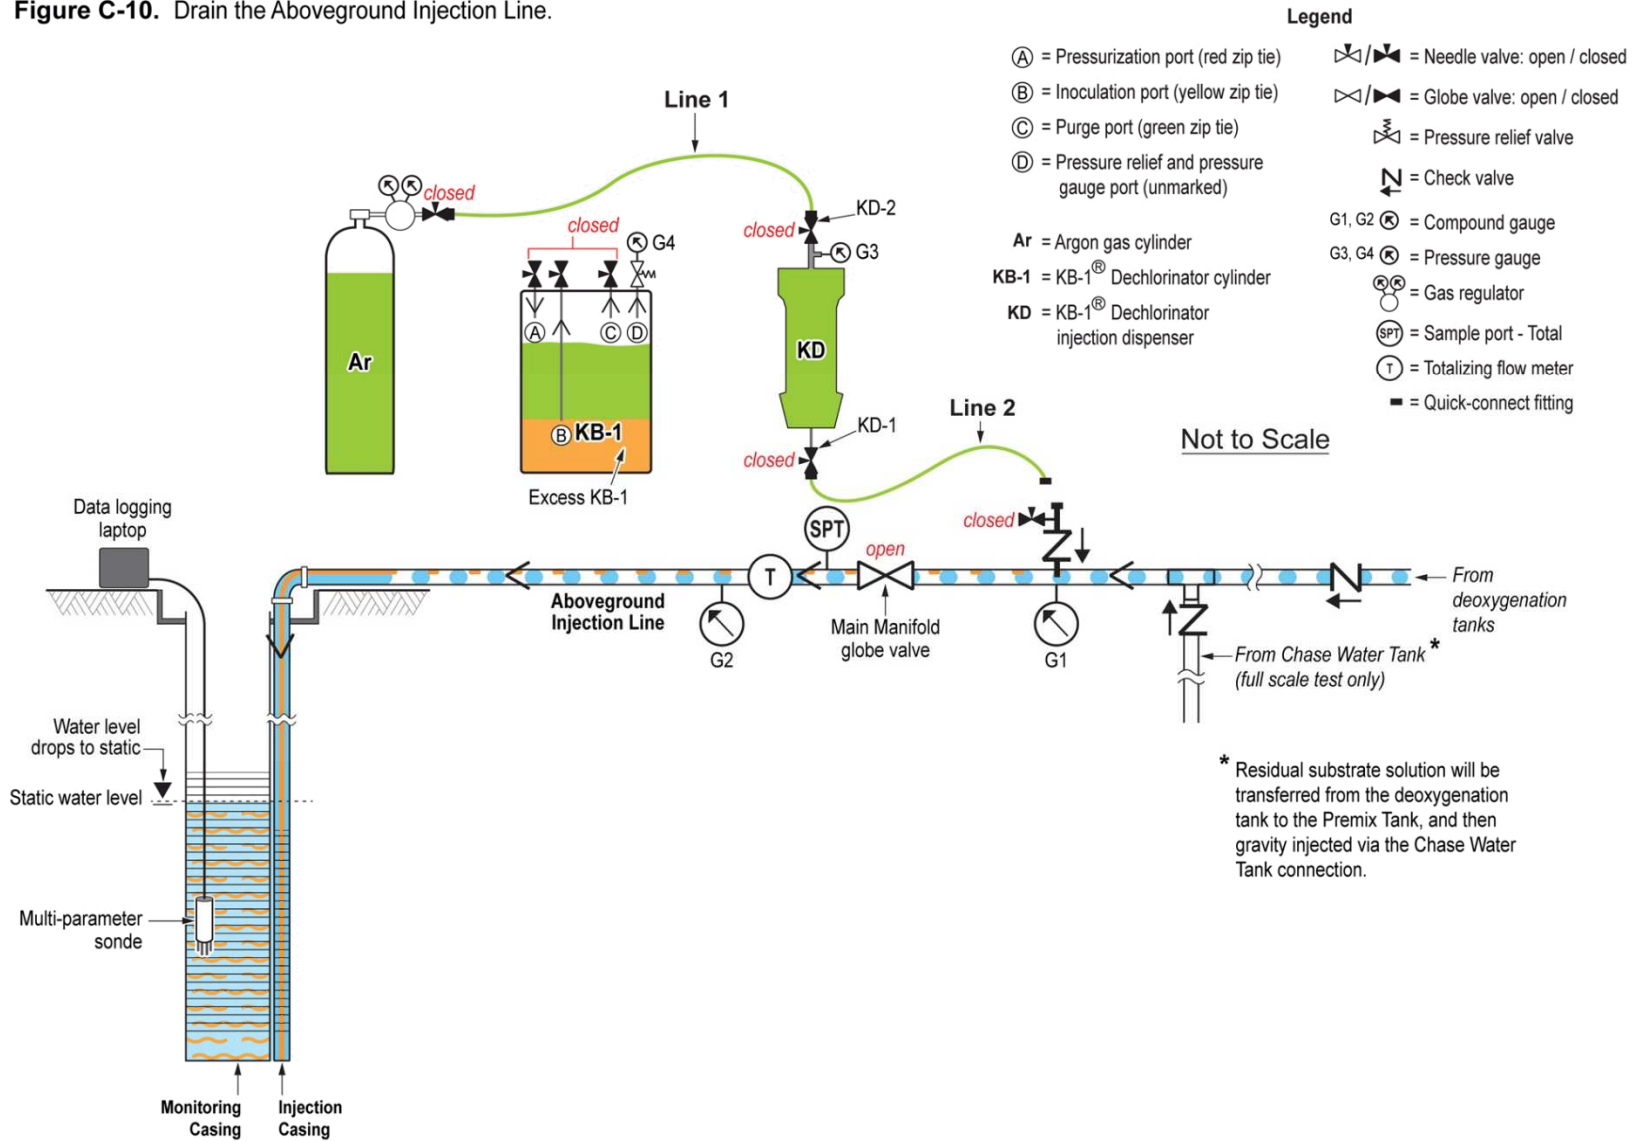 Figure C-10. Drain the Aboveground Injection Line.
Legend
Ⓐ = Pressurization port (red zip tie)
Ⓑ = Inoculation port (yellow zip tie)
Ⓒ = Purge port (green zip tie)
Ⓓ = Pressure relief and pressure
gauge port (unmarked)
Ar = Argon gas cylinder
KB-1 = KB-1® Dechlorinator cylinder
KD = KB-1® Dechlorinator
injection dispenser
/ = Needle valve: open / closed
/ = Globe valve: open / closed
= Pressure relief valve
= Check valve
G1, G2 = Compound gauge
G3, G4 = Pressure gauge
= Gas regulator
SPT = Sample port - Total
T = Totalizing flow meter
= Quick-connect fitting
Not to Scale
Line 1
closed
closed
G4
A
C
D
B
KB-1
Excess KB-1
Ar
KD-2
closed
G3
KD
KD-1
closed
Line 2
closed
SPT
open
T
Data logging
laptop
Aboveground
Injection Line
G2
Main Manifold
globe valve
G1
From
deoxygenation
tanks
From Chase Water Tank *
(full scale test only)
Water level
drops to static
Static water level
Multi-parameter
sonde
Monitoring
Casing
Injection
Casing
* Residual substrate solution will be
transferred from the deoxygenation
tank to the Premix Tank, and then
gravity injected via the Chase Water
Tank connection.